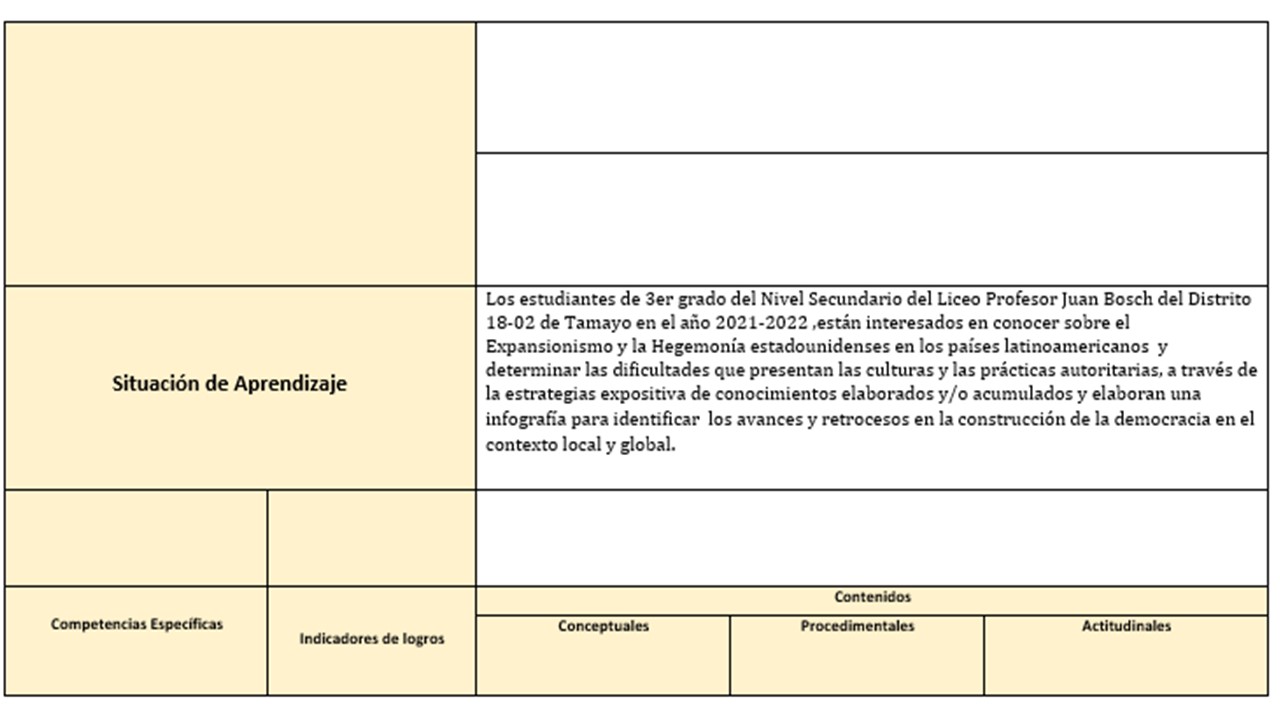 Situación de Aprendizaje
Los estudiantes de 3er grado del Nivel Secundario del Liceo Profesor Juan Bosch del Distrito
18-02 de Tamayo en el año 2021-2022 ,están interesados en conocer sobre el
Expansionismo y la Hegemonía estadounidenses en los países latinoamericanos y
determinar las dificultades que presentan las culturas y las prácticas autoritarias, a través de
la estrategias expositiva de conocimientos elaborados y/o acumulados y elaboran una
infografía para identificar los avances y retrocesos en la construcción de la democracia en el
contexto local y global.
Competencias Específicas
Indicadores de logros
Contenidos
Conceptuales
Procedimentales
Actitudinales